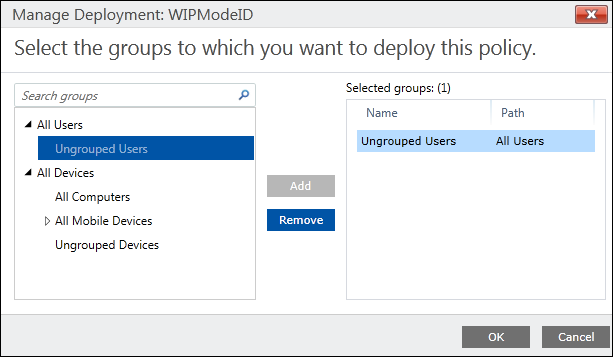 Manage Deployment: WIPModeID
Select the groups to which you want to deploy this policy.
Search groups
All Users
Ungrouped Users
All Devices
All Computers
All Mobile Devices
Ungrouped Devices
Add
Remove
Selected groups: (1)
Name Path
Ungrouped Users All Users
OK Cancel